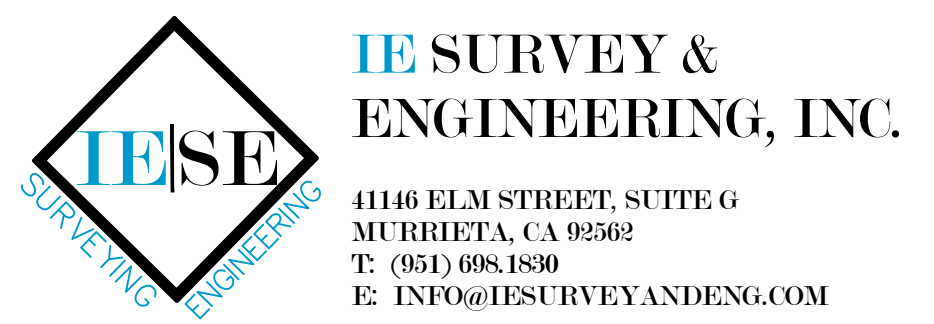 IE|SE
SURVEYING
ENGINEERING
IE SURVEY &
ENGINEERING, INC.
41146 ELM STREET, SUITE G
MURRIETA, CA 92562
T: (951) 698.1830
E: INFO@IESURVEYANDENG.COM